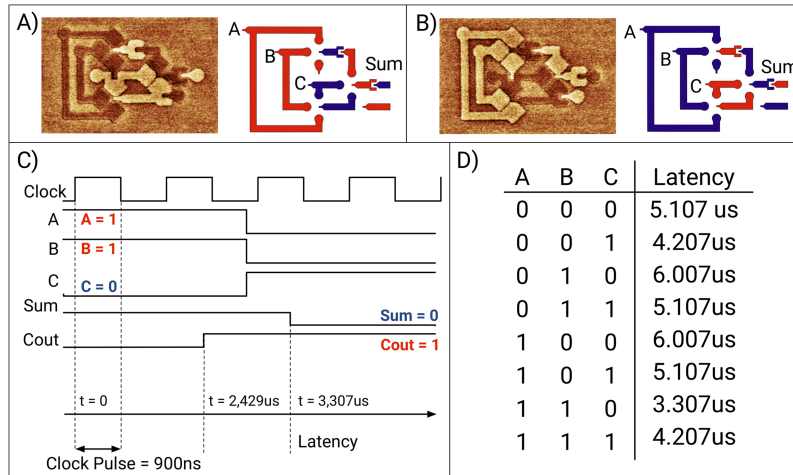 A)
A
B
C
Sum
B)
A
B
C
Sum
C)
Clock
A
A = 1
B
B = 1
C
C = 0
Sum
Sum = 0
Cout
Cout = 1
t = 0
t = 2,429us
t = 3,307us
Latency
Clock Pulse = 900ns
D)
A B C Latency
0 0 0 5.107 us
0 0 1 4.207us
0 1 0 6.007us
0 1 1 5.107us
1 0 0 6.007us
1 0 1 5.107us
1 1 0 3.307us
1 1 1 4.207us